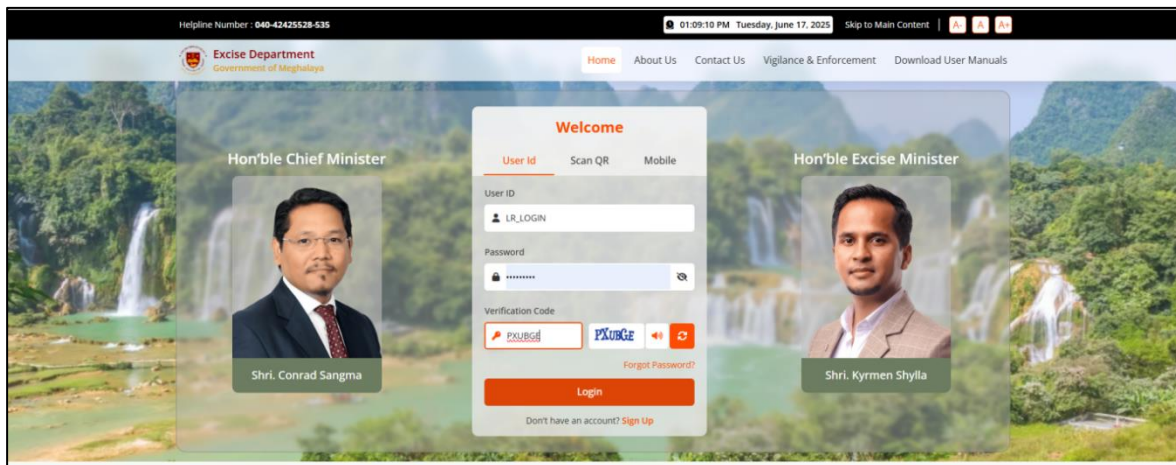 Helpline Number : 040-42425528-535
01:09:10 PM Tuesday, June 17, 2025 Skip to Main Content | A- A A+
Excise Department
Government of Meghalaya
Home About Us Contact Us Vigilance & Enforcement Download User Manuals
Hon'ble Chief Minister
Shri. Conrad Sangma
Welcome
User Id Scan QR Mobile
User ID
LR_LOGIN
Password
•••••••••
Verification Code
PXUBGE PXUBGE
Forgot Password?
Login
Don't have an account? Sign Up
Hon'ble Excise Minister
Shri. Kyrmen Shylla